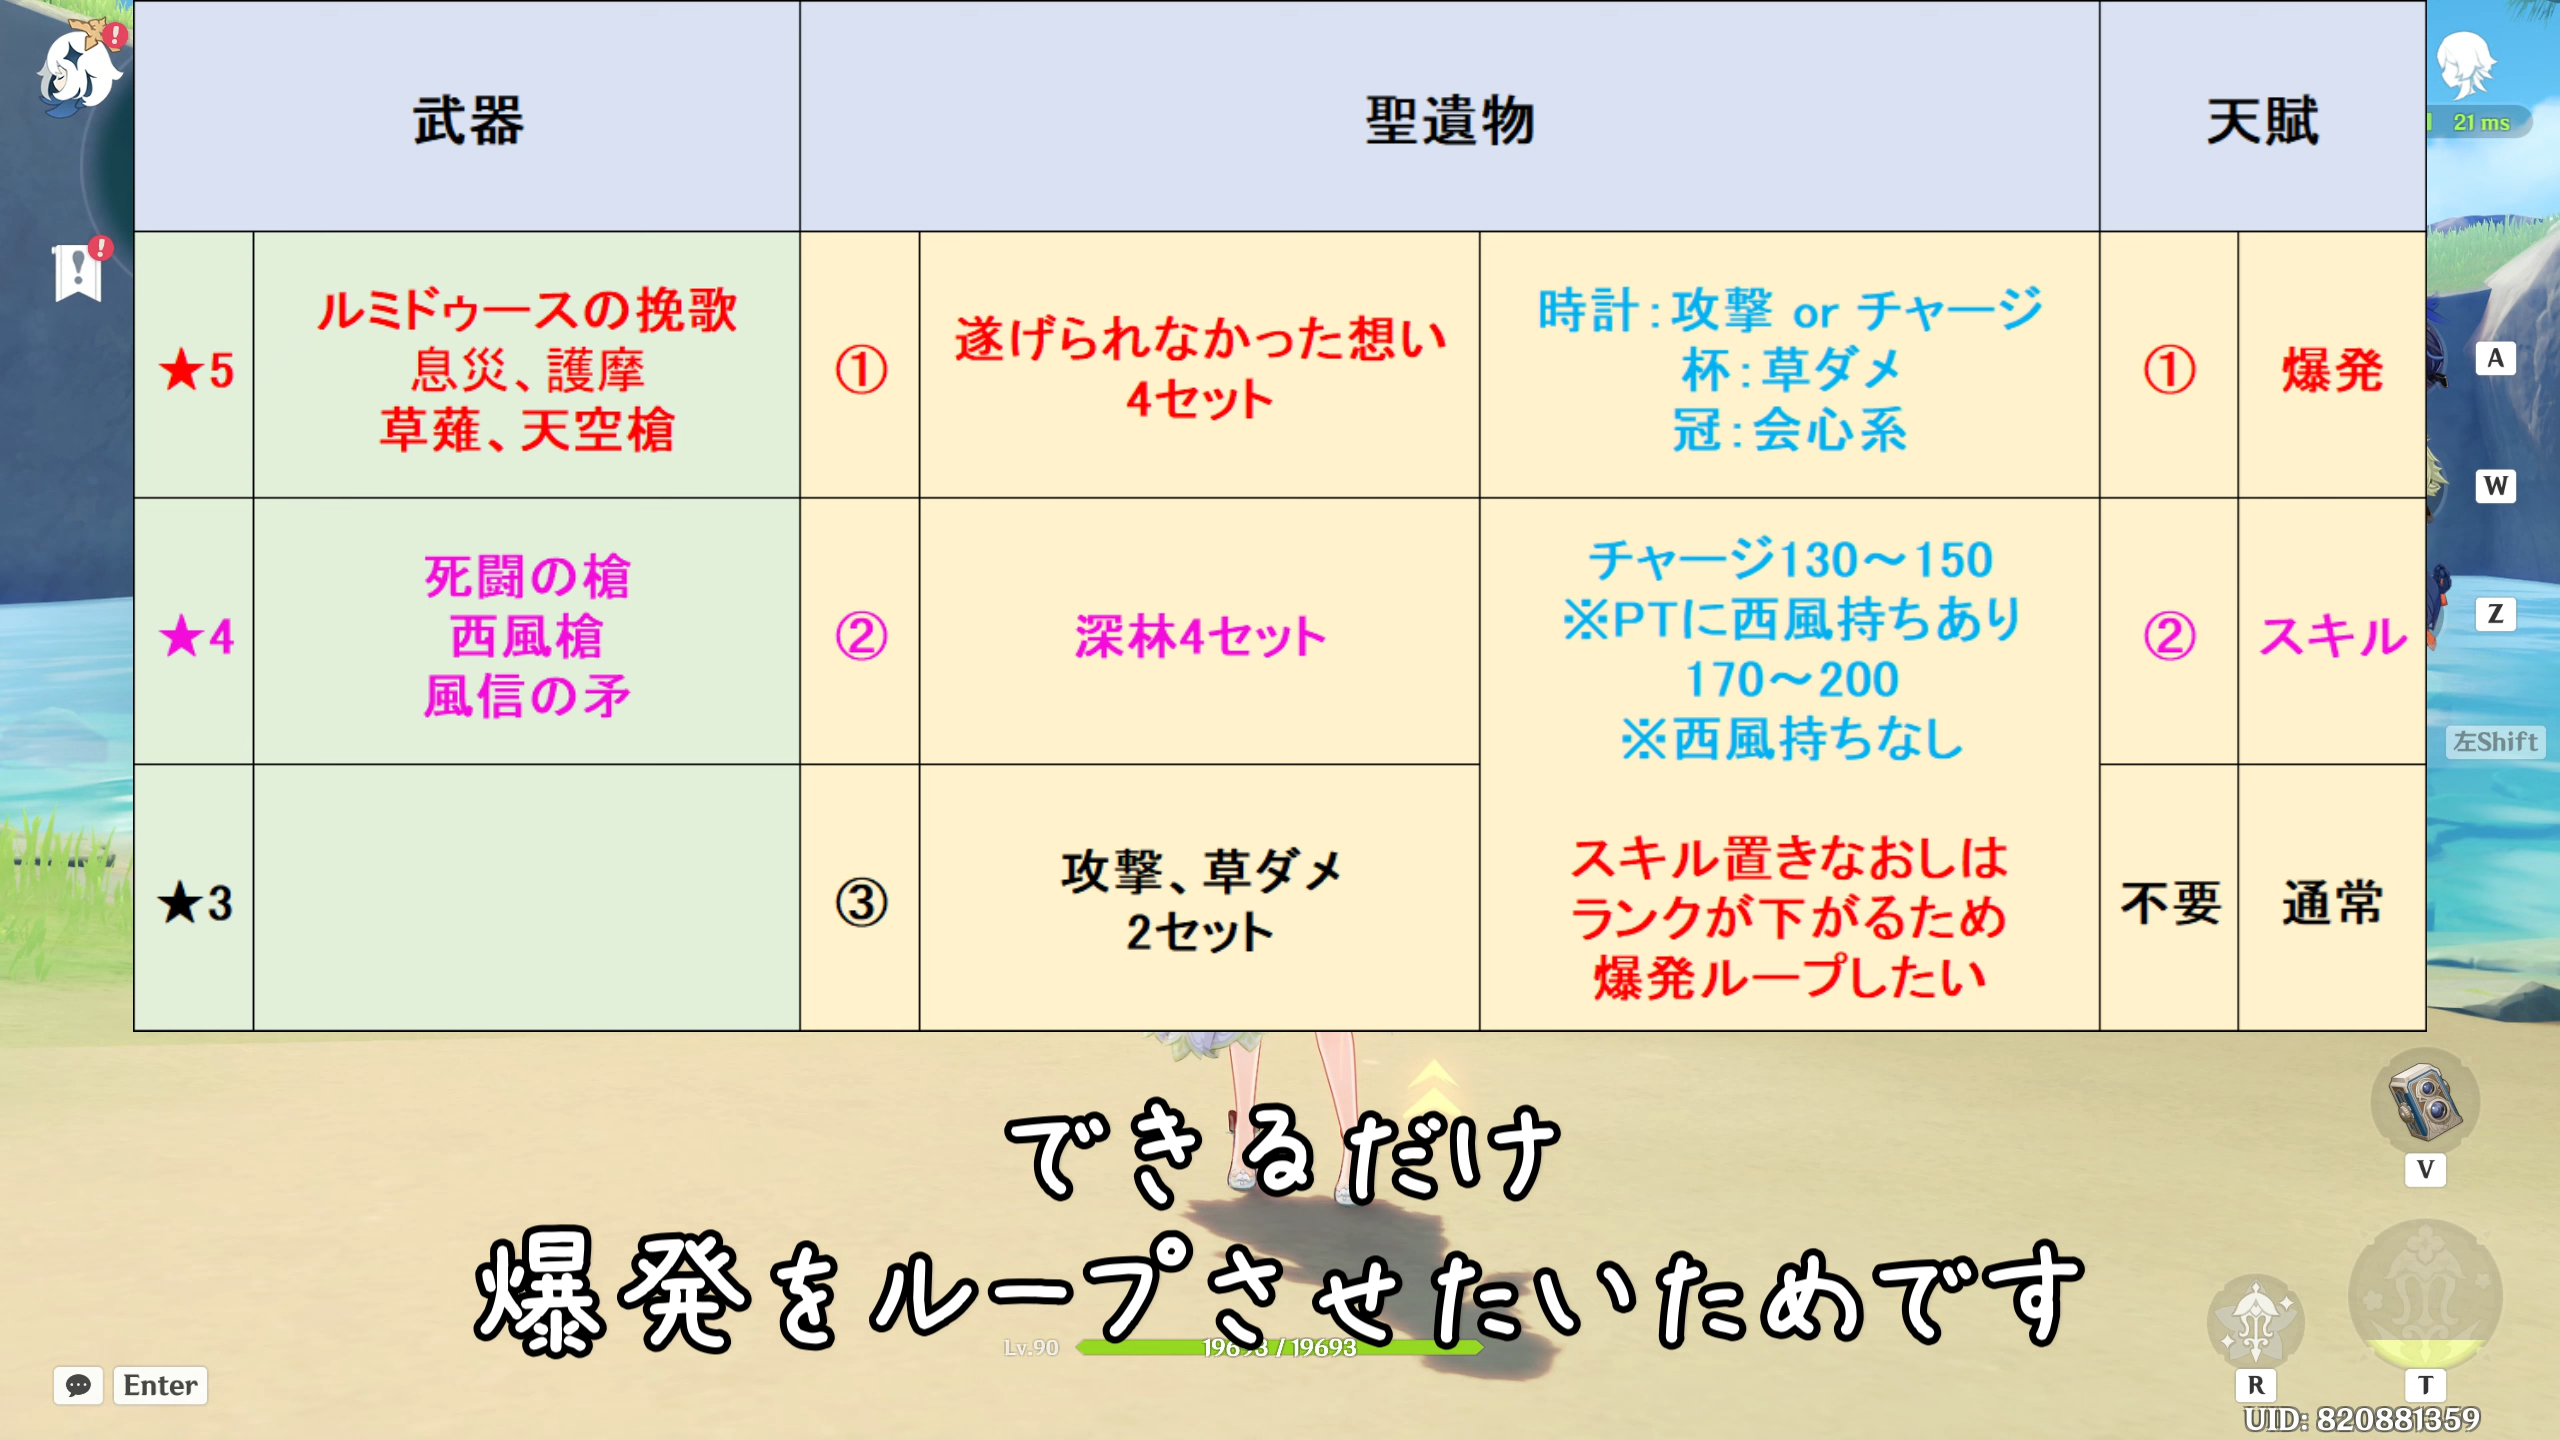 武器
聖遺物
天賦
★5
ルミドゥースの挽歌
息災、護摩
草薙、天空槍
①
遂げられなかった想い
4セット
時計：攻撃 or チャージ
杯：草ダメ
冠：会心系
①
爆発
★4
死闘の槍
西風槍
風信の矛
②
深林4セット
チャージ130～150
※PTに西風持ちあり
170～200
※西風持ちなし
②
スキル
★3
③
攻撃、草ダメ
2セット
スキル置きなおしは
ランクが下がるため
爆発ループしたい
不要
通常
21 ms
A
W
Z
左Shift
V
できるだけ
爆発をループさせたいためです
Lv.90
19693 / 19693
Enter
R
T
UID: 820881359